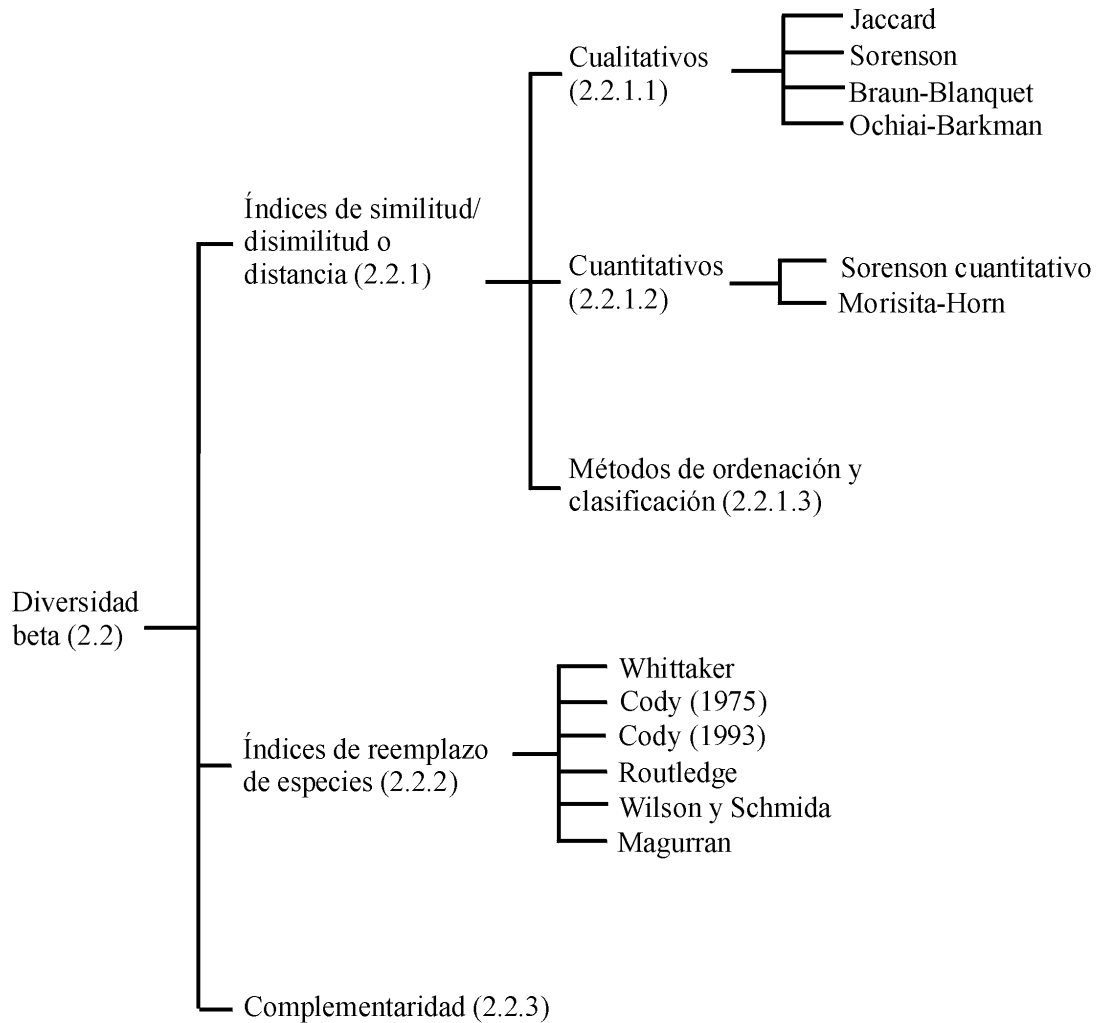 Diversidad
beta (2.2)
Índices de similitud/
disimilitud o
distancia (2.2.1)
Cualitativos
(2.2.1.1)
Jaccard
Sorenson
Braun-Blanquet
Ochiai-Barkman
Cuantitativos
(2.2.1.2)
Sorenson cuantitativo
Morisita-Horn
Métodos de ordenación y
clasificación (2.2.1.3)
Índices de reemplazo
de especies (2.2.2)
Whittaker
Cody (1975)
Cody (1993)
Routledge
Wilson y Schmida
Magurran
Complementaridad (2.2.3)